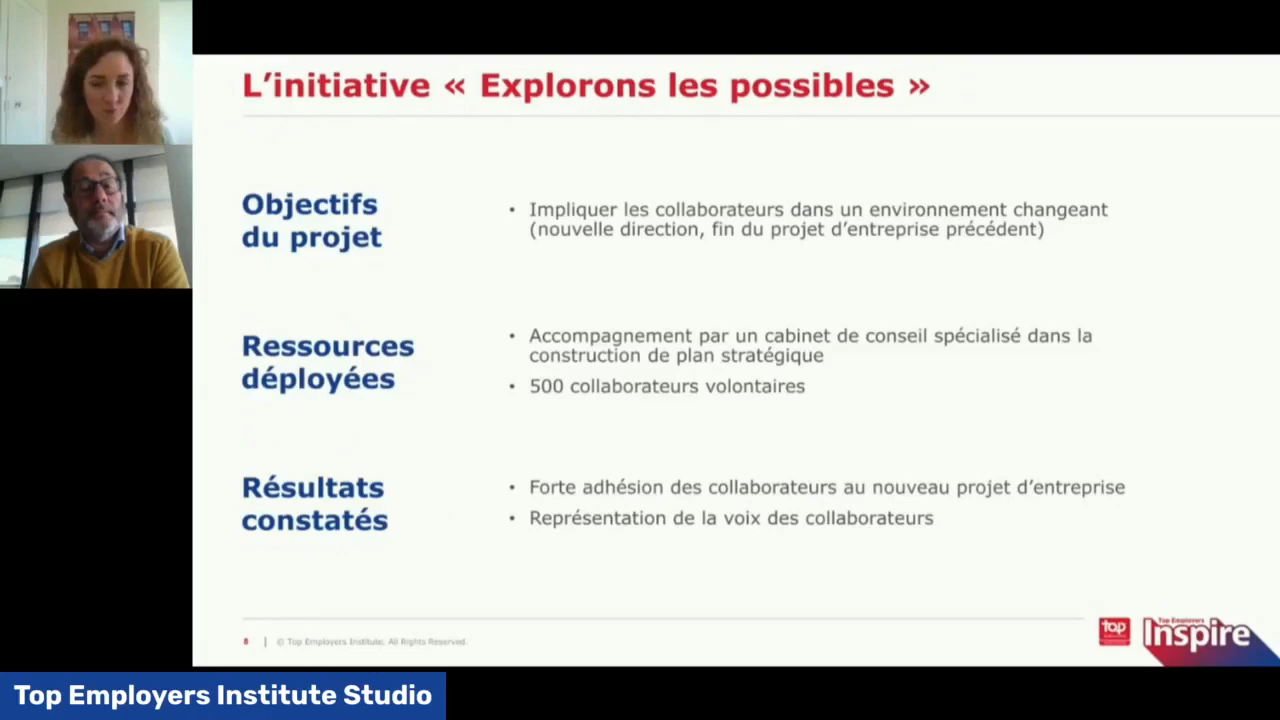 L’initiative « Explorons les possibles »
Objectifs
du projet
• Impliquer les collaborateurs dans un environnement changeant
(nouvelle direction, fin du projet d’entreprise précédent)
Ressources
déployées
• Accompagnement par un cabinet de conseil spécialisé dans la
construction de plan stratégique
• 500 collaborateurs volontaires
Résultats
constatés
• Forte adhésion des collaborateurs au nouveau projet d’entreprise
• Représentation de la voix des collaborateurs
8 | © Top Employers Institute. All Rights Reserved.
top
Top Employers
Inspire
Top Employers Institute Studio